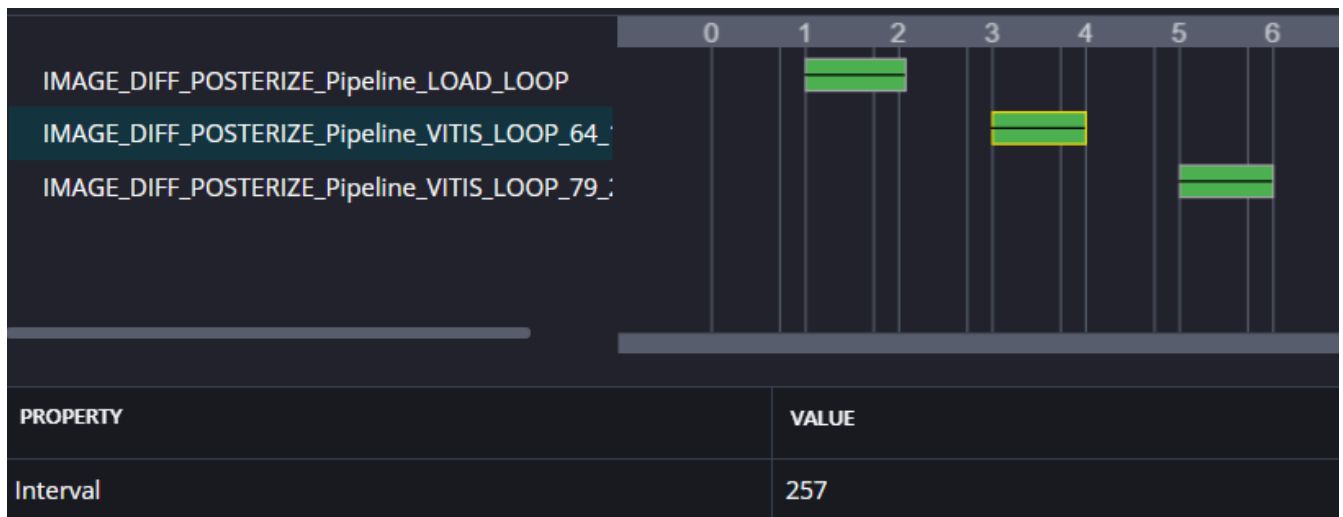 0 1 2 3 4 5 6
IMAGE_DIFF_POSTERIZE_Pipeline_LOAD_LOOP
IMAGE_DIFF_POSTERIZE_Pipeline_VITIS_LOOP_64_
IMAGE_DIFF_POSTERIZE_Pipeline_VITIS_LOOP_79_
PROPERTY VALUE
Interval 257